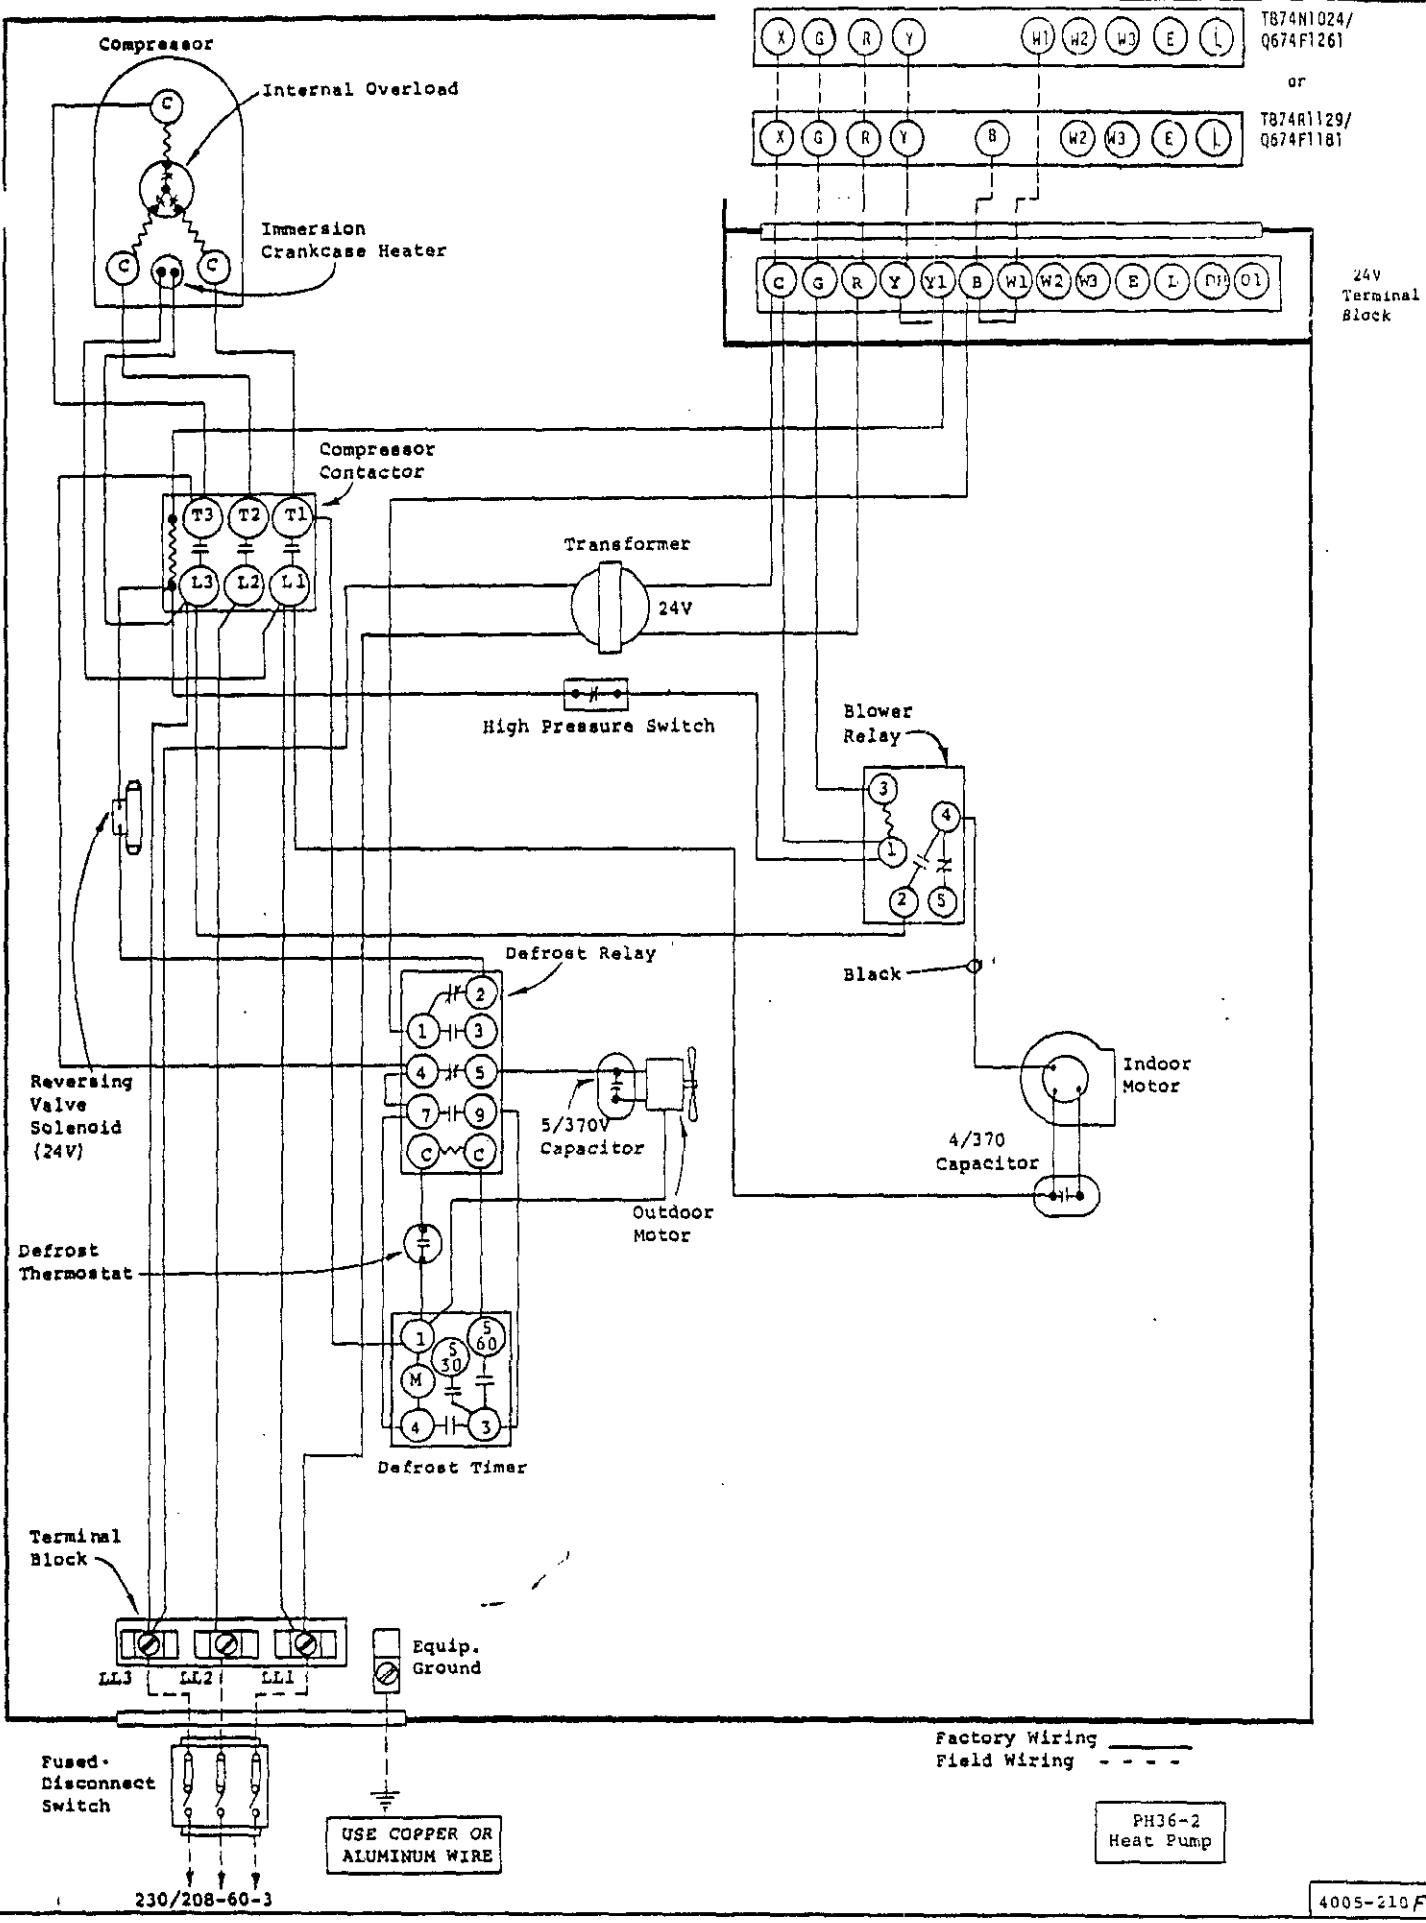 Compressor
Internal Overload
C
C
C
Immersion
Crankcase Heater
X G R Y W1 W2 W3 E L
T874N1024/
Q674F1261
or
X G R Y B W2 W3 E L
T874R1129/
Q674F1181
C G R Y Y1 B W1 W2 W3 E L DH O1
24V
Terminal
Block
Compressor
Contactor
T3 T2 T1
L3 L2 L1
Transformer
24V
High Pressure Switch
Blower
Relay
3
4
1
2 5
Black
Defrost Relay
2
1 3
4 5
7 9
C C
Reversing
Valve
Solenoid
(24V)
5/370V
Capacitor
Outdoor
Motor
Indoor
Motor
4/370
Capacitor
Defrost
Thermostat
1
S
30
S
60
M
4 3
Defrost Timer
Terminal
Block
LL3 LL2 LL1
Equip.
Ground
Fused-
Disconnect
Switch
230/208-60-3
USE COPPER OR
ALUMINUM WIRE
Factory Wiring
Field Wiring
PH36-2
Heat Pump
4005-210F